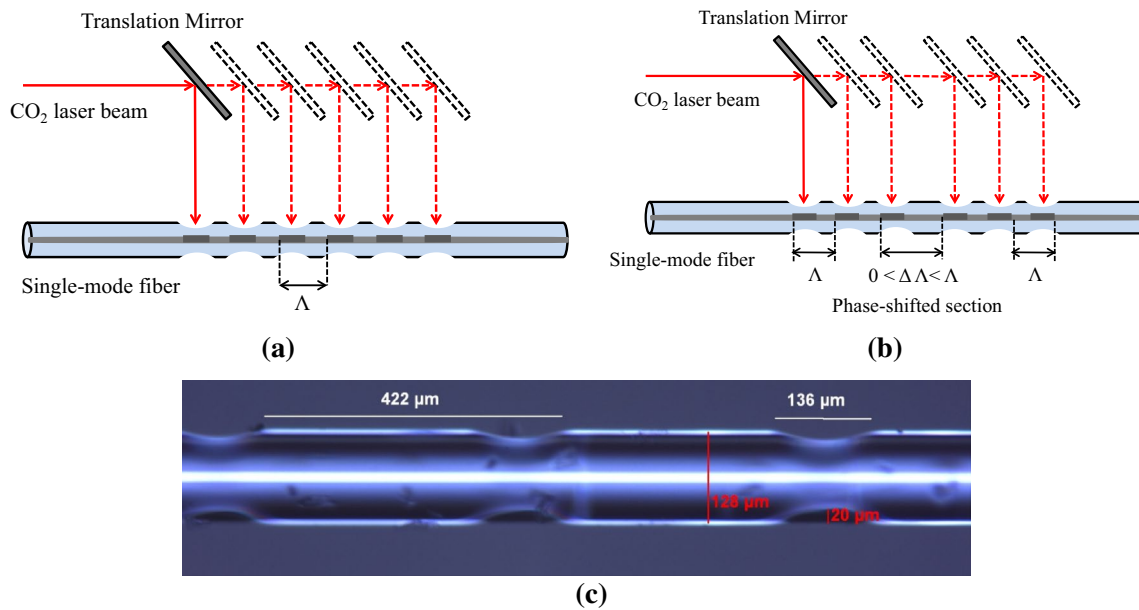 Translation Mirror
CO₂ laser beam
Single-mode fiber
Λ
(a)
Translation Mirror
CO₂ laser beam
Single-mode fiber
Λ
0 < Δ Λ< Λ
Λ
Phase-shifted section
(b)
422 µm
136 µm
128 µm
20 µm
(c)